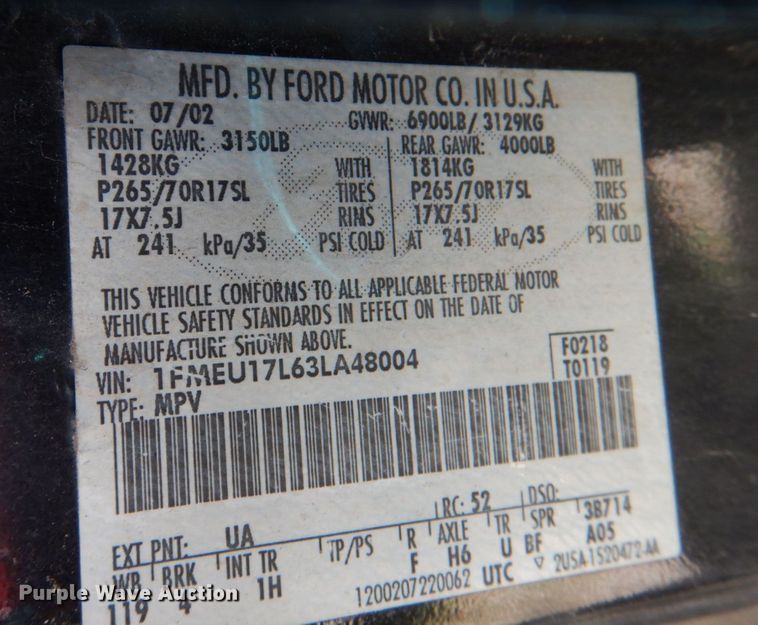 MFD. BY FORD MOTOR CO. IN U.S.A.
DATE: 07/02 GVWR: 6900LB/ 3129KG
FRONT GAWR: 3150LB REAR GAWR: 4000LB
1428KG WITH 1814KG WITH
P265/70R17SL TIRES P265/70R17SL TIRES
17X7.5J RIMS 17X7.5J RIMS
AT 241 kPa/35 PSI COLD AT 241 kPa/35 PSI COLD
THIS VEHICLE CONFORMS TO ALL APPLICABLE FEDERAL MOTOR
VEHICLE SAFETY STANDARDS IN EFFECT ON THE DATE OF
MANUFACTURE SHOWN ABOVE.
VIN: 1FMEU17L63LA48004 F0218
TYPE: MPV T0119
EXT PNT: UA RC: 52 DSO:
WB BRK INT TR TP/PS R AXLE TR SPR 3B714
119 4 1H F H6 U BF A05
1200207220062 UTC ▽ 2U5A-1520472-AA
Purple Wave Auction